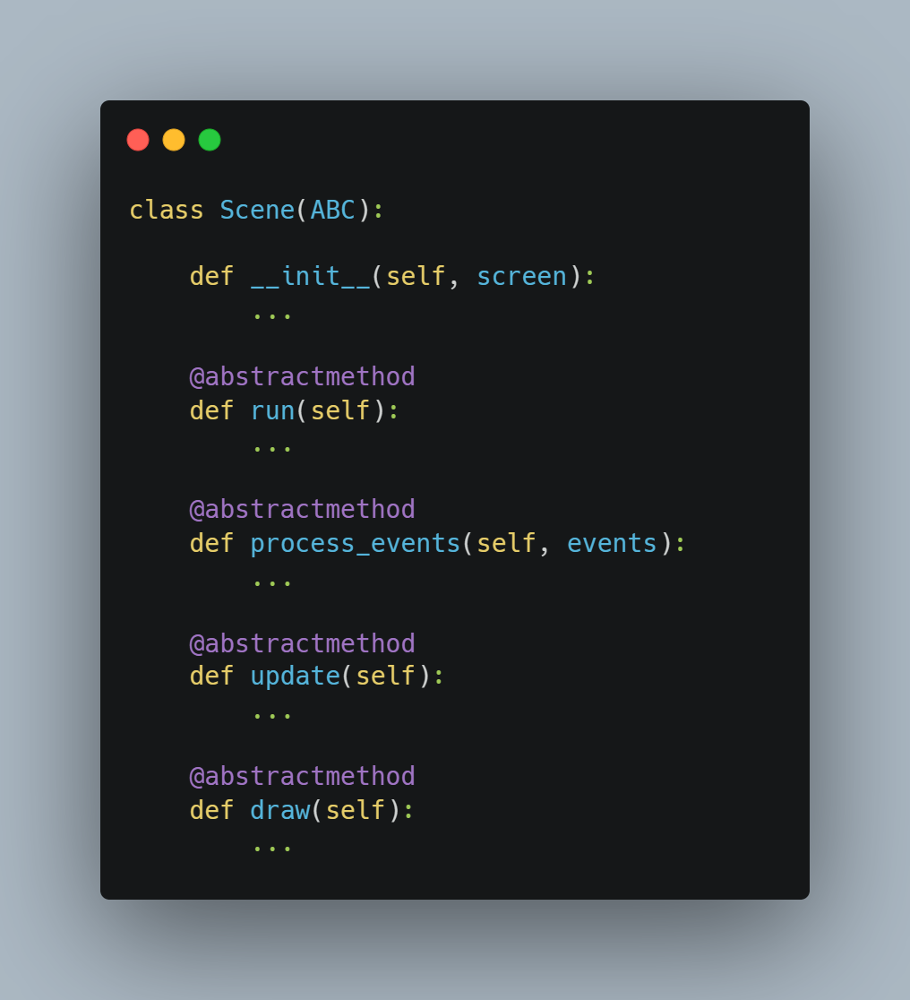 class Scene(ABC):
    def __init__(self, screen):
        ...
    @abstractmethod
    def run(self):
        ...
    @abstractmethod
    def process_events(self, events):
        ...
    @abstractmethod
    def update(self):
        ...
    @abstractmethod
    def draw(self):
        ...